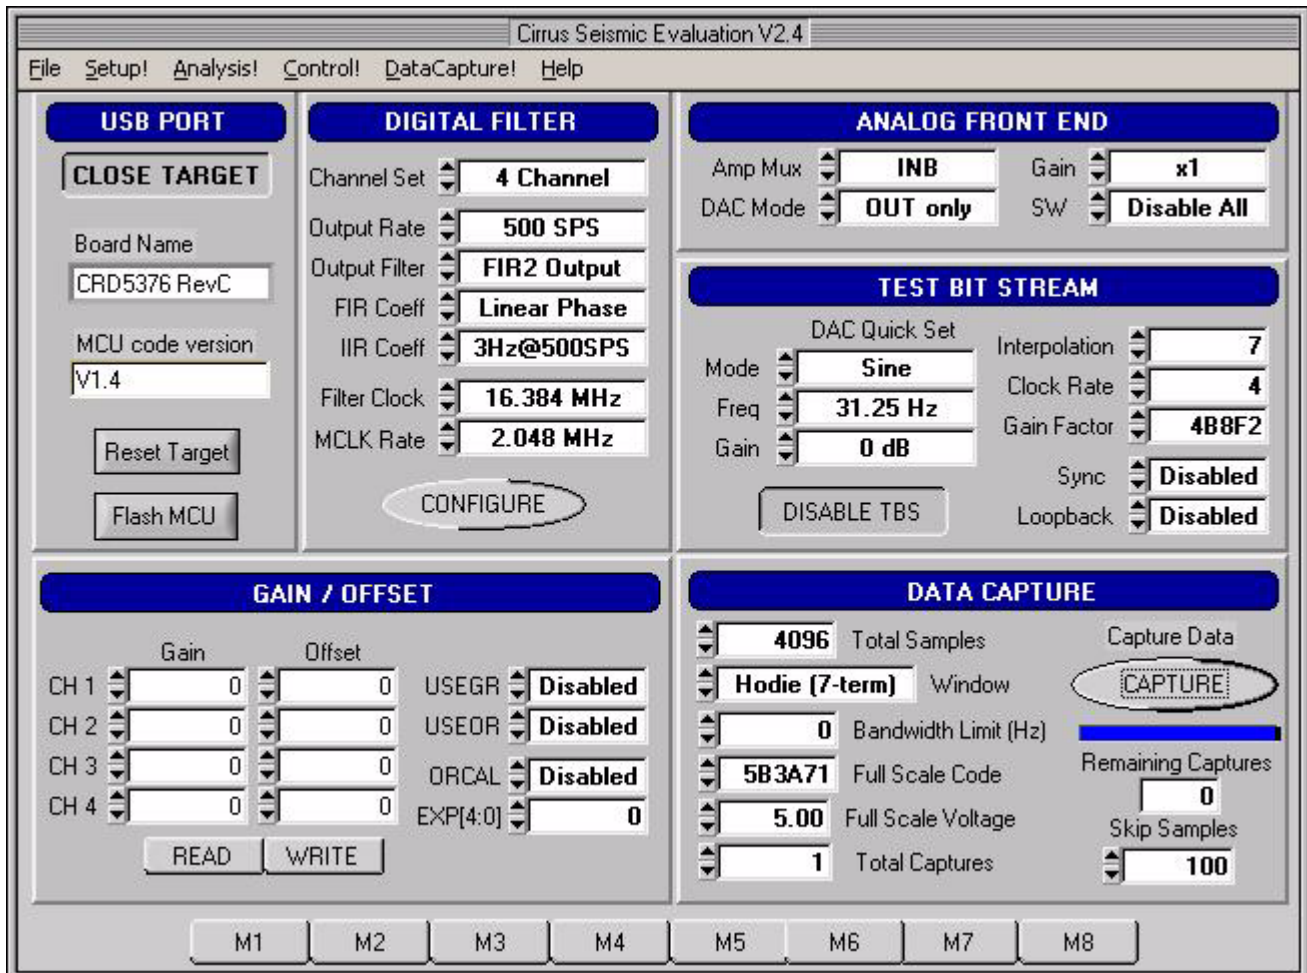 Cirrus Seismic Evaluation V2.4
File Setup! Analysis! Control! DataCapture! Help
USB PORT
CLOSE TARGET
Board Name
CRD5376 RevC
MCU code version
V1.4
Reset Target
Flash MCU
DIGITAL FILTER
Channel Set 4 Channel
Output Rate 500 SPS
Output Filter FIR2 Output
FIR Coeff Linear Phase
IIR Coeff 3Hz@500SPS
Filter Clock 16.384 MHz
MCLK Rate 2.048 MHz
CONFIGURE
ANALOG FRONT END
Amp Mux INB Gain x1
DAC Mode OUT only SW Disable All
TEST BIT STREAM
DAC Quick Set
Mode Sine
Freq 31.25 Hz
Gain 0 dB
DISABLE TBS
Interpolation 7
Clock Rate 4
Gain Factor 4B8F2
Sync Disabled
Loopback Disabled
GAIN / OFFSET
Gain Offset
CH 1 0 0
CH 2 0 0
CH 3 0 0
CH 4 0 0
READ WRITE
USEGR Disabled
USEOR Disabled
ORCAL Disabled
EXP[4:0] 0
DATA CAPTURE
4096 Total Samples
Hodie (7-term) Window
0 Bandwidth Limit (Hz)
5B3A71 Full Scale Code
5.00 Full Scale Voltage
1 Total Captures
Capture Data
CAPTURE
Remaining Captures
0
Skip Samples
100
M1 M2 M3 M4 M5 M6 M7 M8